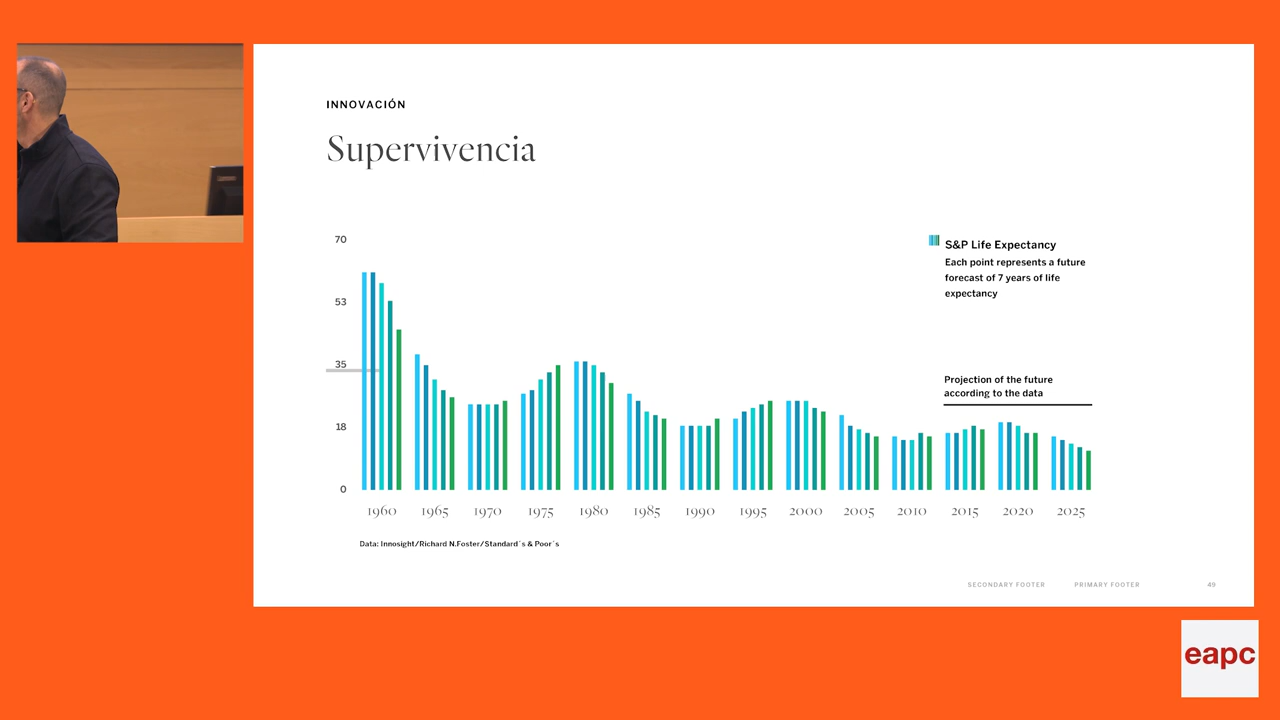 INNOVACIÓN
Supervivencia
70
53
35
18
0
S&P Life Expectancy
Each point represents a future
forecast of 7 years of life
expectancy
Projection of the future
according to the data
1960 1965 1970 1975 1980 1985 1990 1995 2000 2005 2010 2015 2020 2025
Data: Innosight/Richard N.Foster/Standard´s & Poor´s
SECONDARY FOOTER PRIMARY FOOTER 49
eapc